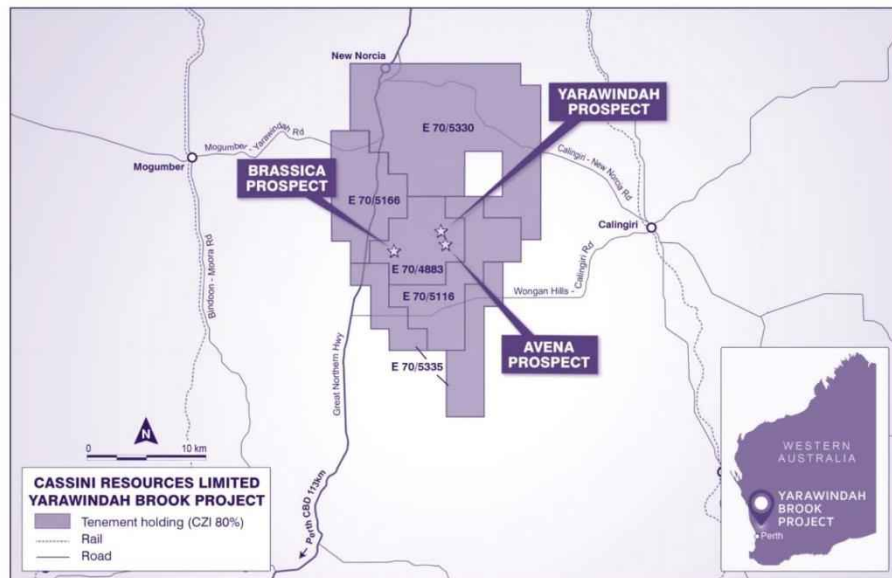 New Norcia
YARAWINDAH
PROSPECT
E 70/5330
Mogumber - Yarawindah Rd
Mogumber
Calingiri - New Norcia Rd
BRASSICA
PROSPECT
E 70/5166
Calingiri
E 70/4883
E 70/5116
Wongan Hills - Calingiri Rd
Bindoon - Moora Rd
Great Northern Hwy
AVENA
PROSPECT
E 70/5335
N
0 10 km
Perth CBD 113km
CASSINI RESOURCES LIMITED
YARAWINDAH BROOK PROJECT
Tenement holding (CZI 80%)
Rail
Road
WESTERN
AUSTRALIA
YARAWINDAH
BROOK
PROJECT
Perth